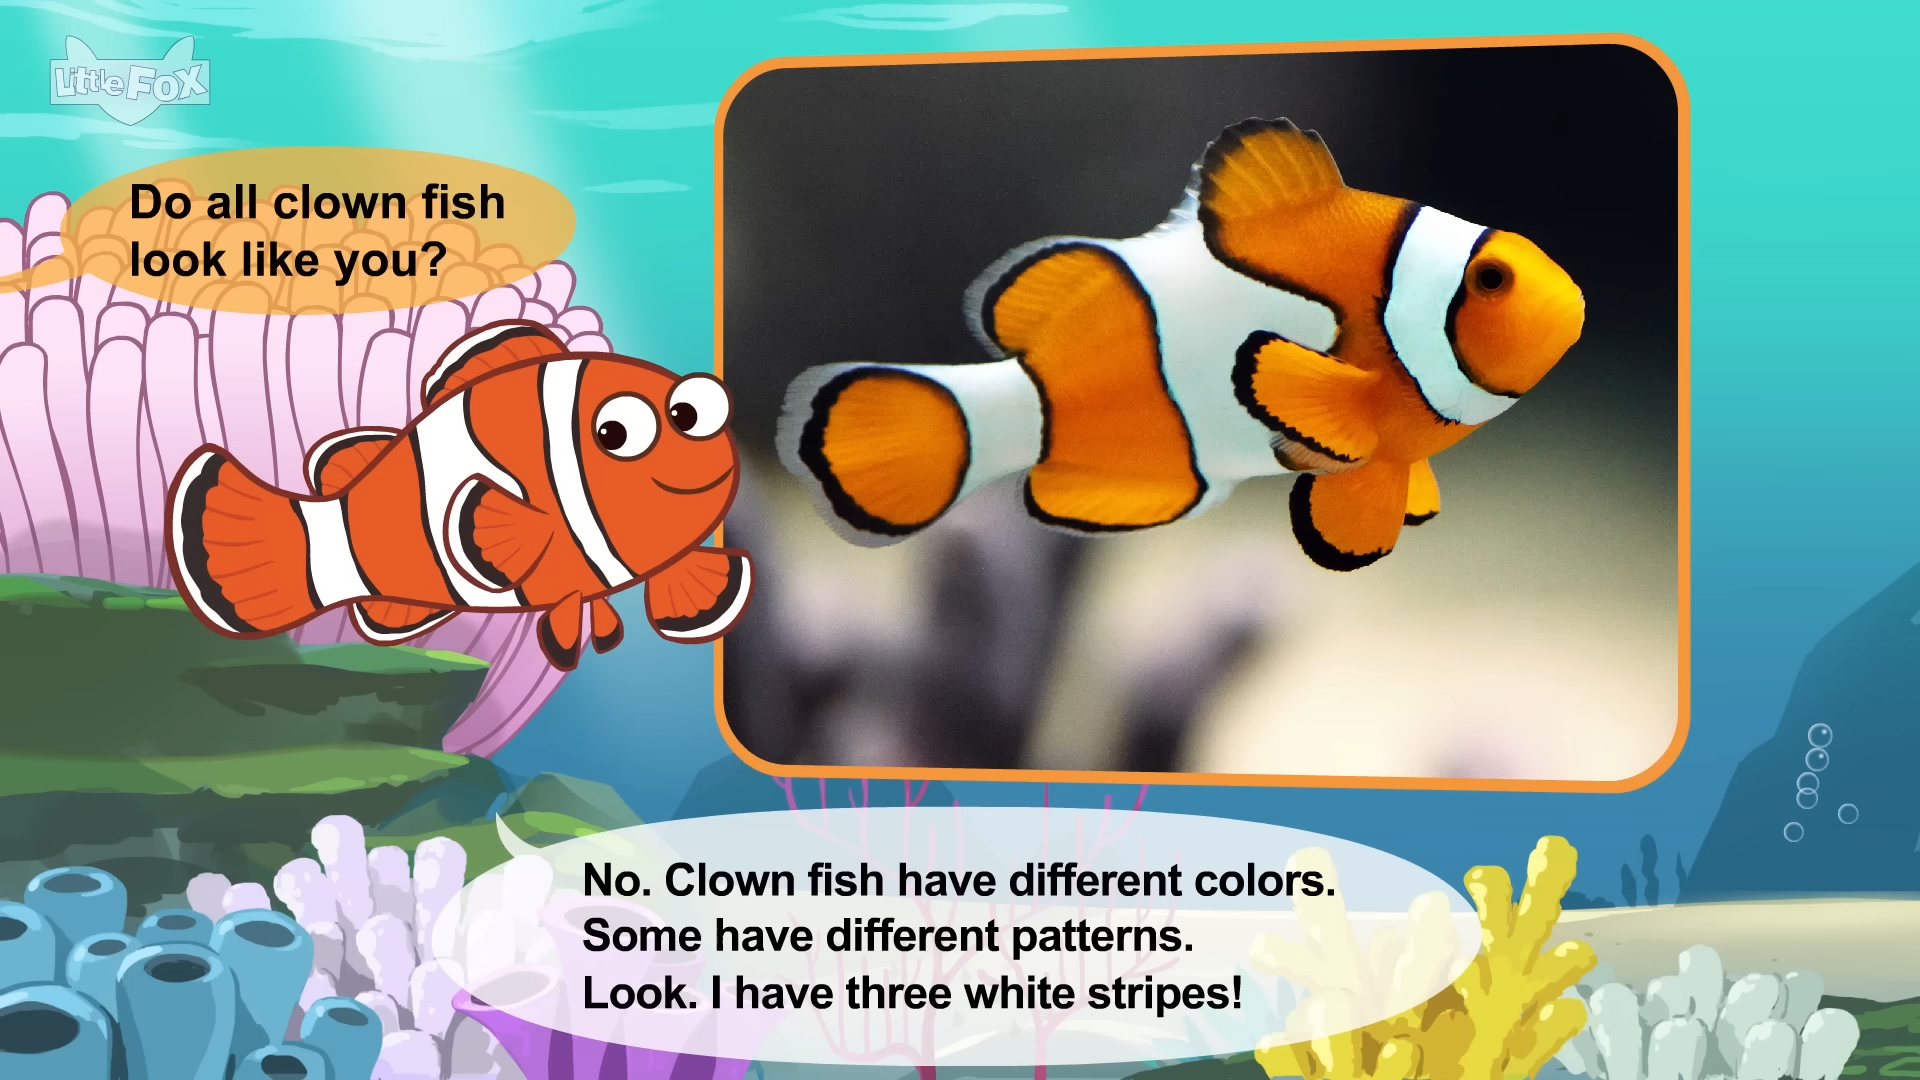 Little Fox
Do all clown fish
look like you?
No. Clown fish have different colors.
Some have different patterns.
Look. I have three white stripes!